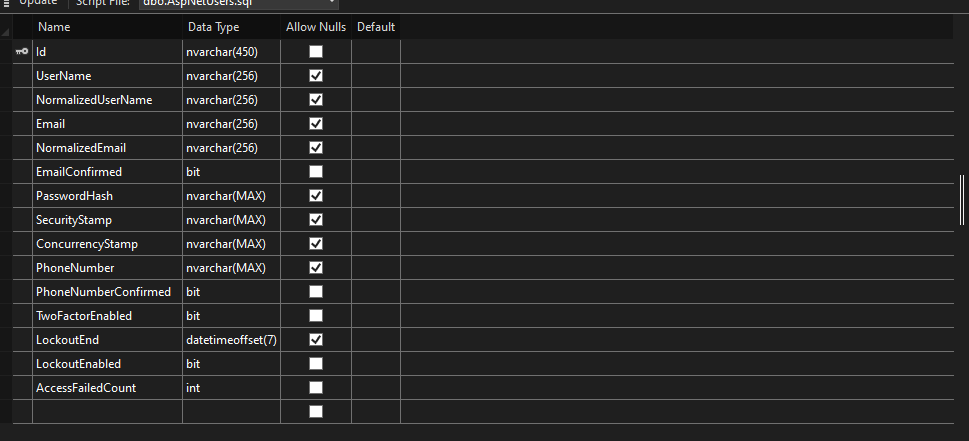 Update Script File: dbo.AspNetUsers.sql
Name Data Type Allow Nulls Default
Id nvarchar(450)
UserName nvarchar(256)
NormalizedUserName nvarchar(256)
Email nvarchar(256)
NormalizedEmail nvarchar(256)
EmailConfirmed bit
PasswordHash nvarchar(MAX)
SecurityStamp nvarchar(MAX)
ConcurrencyStamp nvarchar(MAX)
PhoneNumber nvarchar(MAX)
PhoneNumberConfirmed bit
TwoFactorEnabled bit
LockoutEnd datetimeoffset(7)
LockoutEnabled bit
AccessFailedCount int